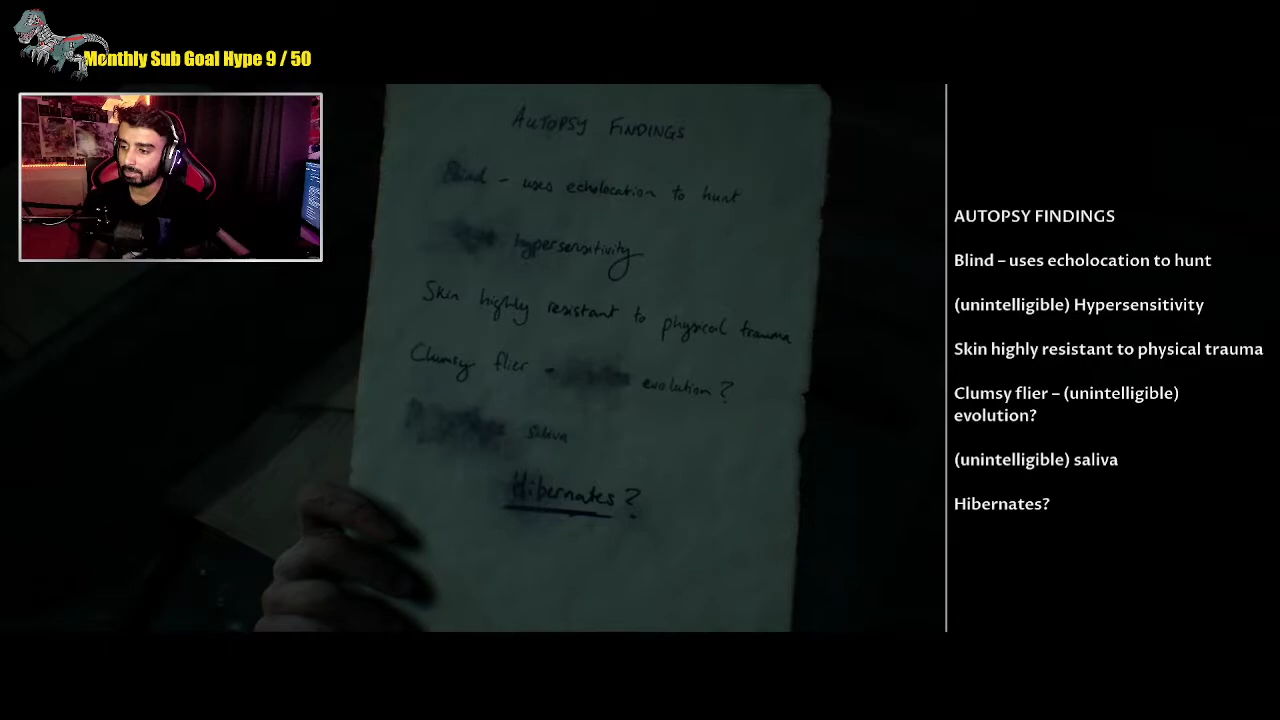 Monthly Sub Goal Hype 9 / 50
AUTOPSY FINDINGS
Blind - uses echolocation to hunt
hypersensitivity
Skin highly resistant to physical trauma
Clumsy flier - evolution?
saliva
Hibernates?
AUTOPSY FINDINGS
Blind – uses echolocation to hunt
(unintelligible) Hypersensitivity
Skin highly resistant to physical trauma
Clumsy flier – (unintelligible)
evolution?
(unintelligible) saliva
Hibernates?